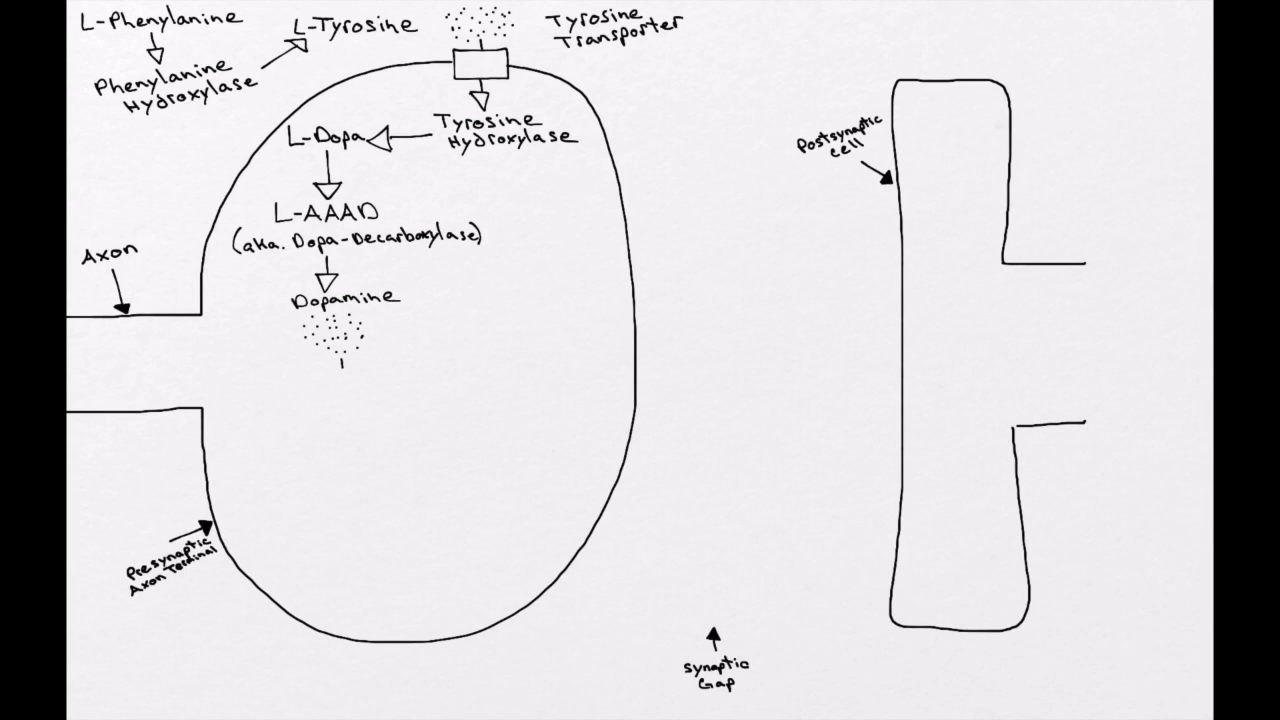 L-Phenylanine
L-Tyrosine
Tyrosine
Transporter
Phenylanine
Hydroxylase
Tyrosine
Hydroxylase
L-Dopa
L-AAAD
(aka. Dopa-Decarboxylase)
Dopamine
Axon
Postsynaptic
cell
Presynaptic
Axon Terminal
Synaptic
Gap